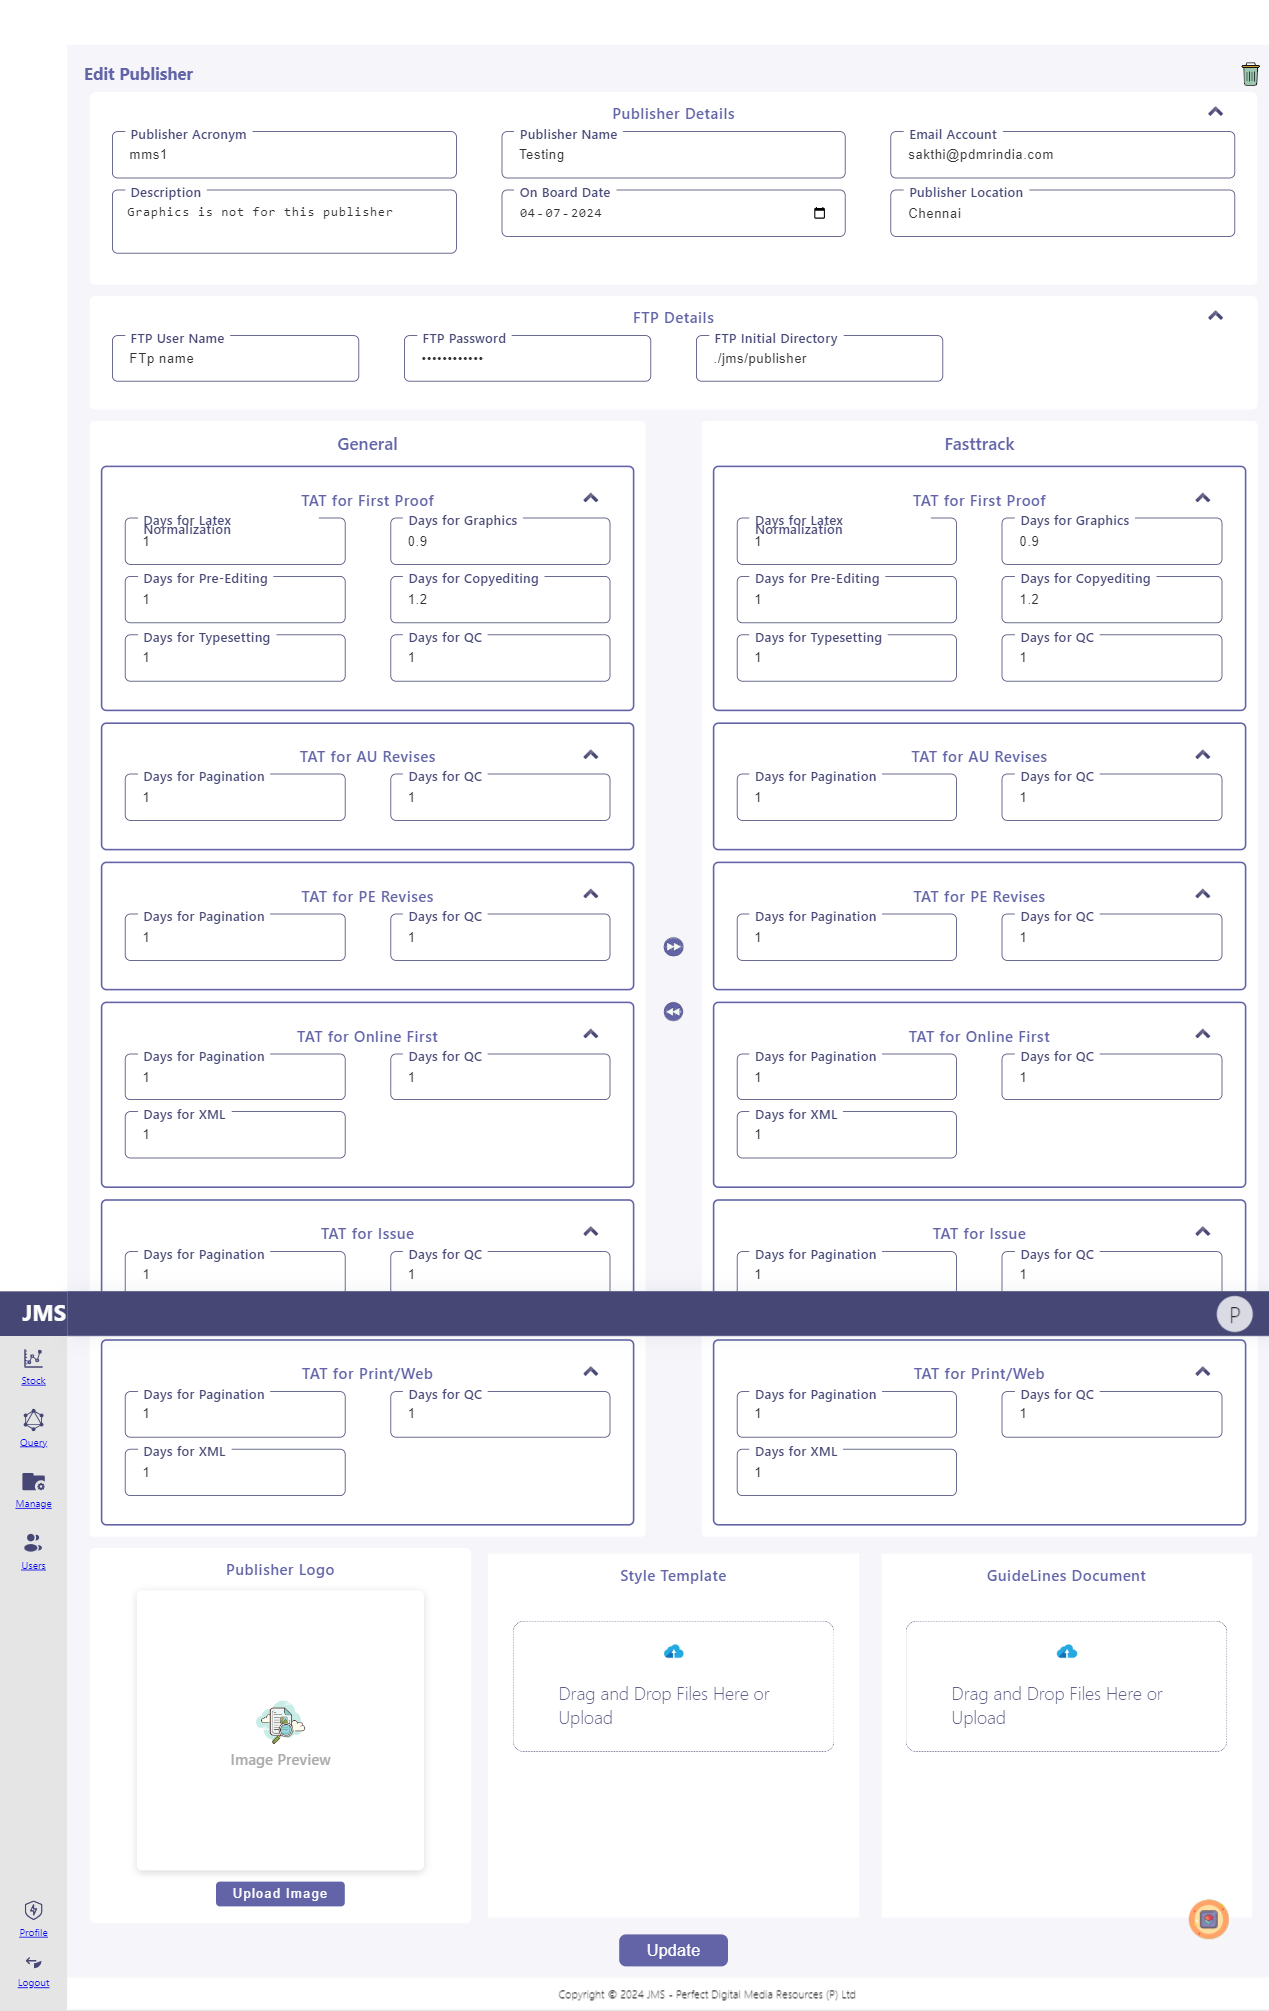 Edit Publisher
Publisher Details
Publisher Acronym
mms1
Publisher Name
Testing
Email Account
sakthi@pdmrindia.com
Description
Graphics is not for this publisher
On Board Date
04-07-2024
Publisher Location
Chennai
FTP Details
FTP User Name
FTp name
FTP Password
••••••••••••
FTP Initial Directory
./jms/publisher
General
TAT for First Proof
Days for Latex
Normalization
1
Days for Graphics
0.9
Days for Pre-Editing
1
Days for Copyediting
1.2
Days for Typesetting
1
Days for QC
1
TAT for AU Revises
Days for Pagination
1
Days for QC
1
TAT for PE Revises
Days for Pagination
1
Days for QC
1
TAT for Online First
Days for Pagination
1
Days for QC
1
Days for XML
1
TAT for Issue
Days for Pagination
1
Days for QC
1
Fasttrack
TAT for First Proof
Days for Latex
Normalization
1
Days for Graphics
0.9
Days for Pre-Editing
1
Days for Copyediting
1.2
Days for Typesetting
1
Days for QC
1
TAT for AU Revises
Days for Pagination
1
Days for QC
1
TAT for PE Revises
Days for Pagination
1
Days for QC
1
TAT for Online First
Days for Pagination
1
Days for QC
1
Days for XML
1
TAT for Issue
Days for Pagination
1
Days for QC
1
JMS
P
Stock
Query
Manage
Users
Profile
Logout
TAT for Print/Web
Days for Pagination
1
Days for QC
1
Days for XML
1
TAT for Print/Web
Days for Pagination
1
Days for QC
1
Days for XML
1
Publisher Logo
Image Preview
Upload Image
Style Template
Drag and Drop Files Here or
Upload
GuideLines Document
Drag and Drop Files Here or
Upload
Update
Copyright © 2024 JMS - Perfect Digital Media Resources (P) Ltd